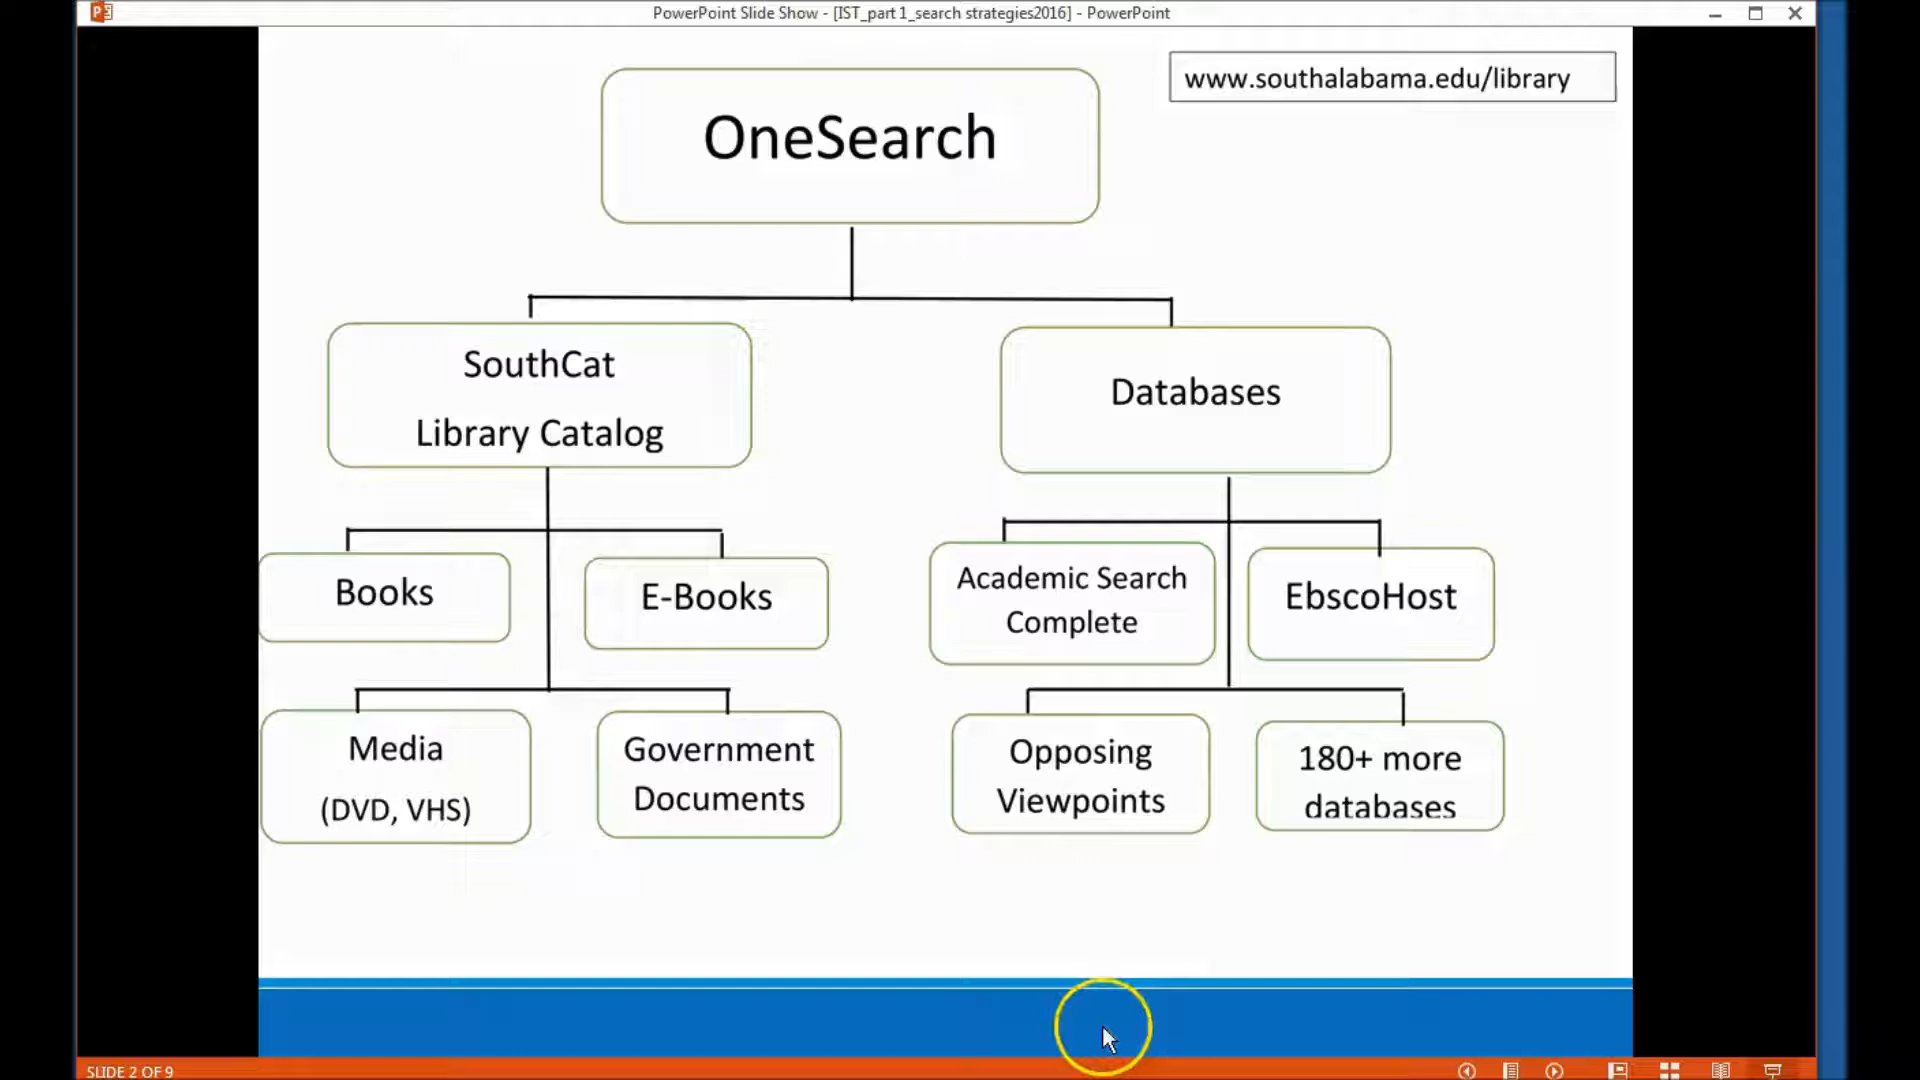 PowerPoint Slide Show - [IST_part 1_search strategies2016] - PowerPoint
www.southalabama.edu/library
OneSearch
SouthCat
Library Catalog
Databases
Books
E-Books
Academic Search
Complete
EbscoHost
Media
(DVD, VHS)
Government
Documents
Opposing
Viewpoints
180+ more
databases
SLIDE 2 OF 9